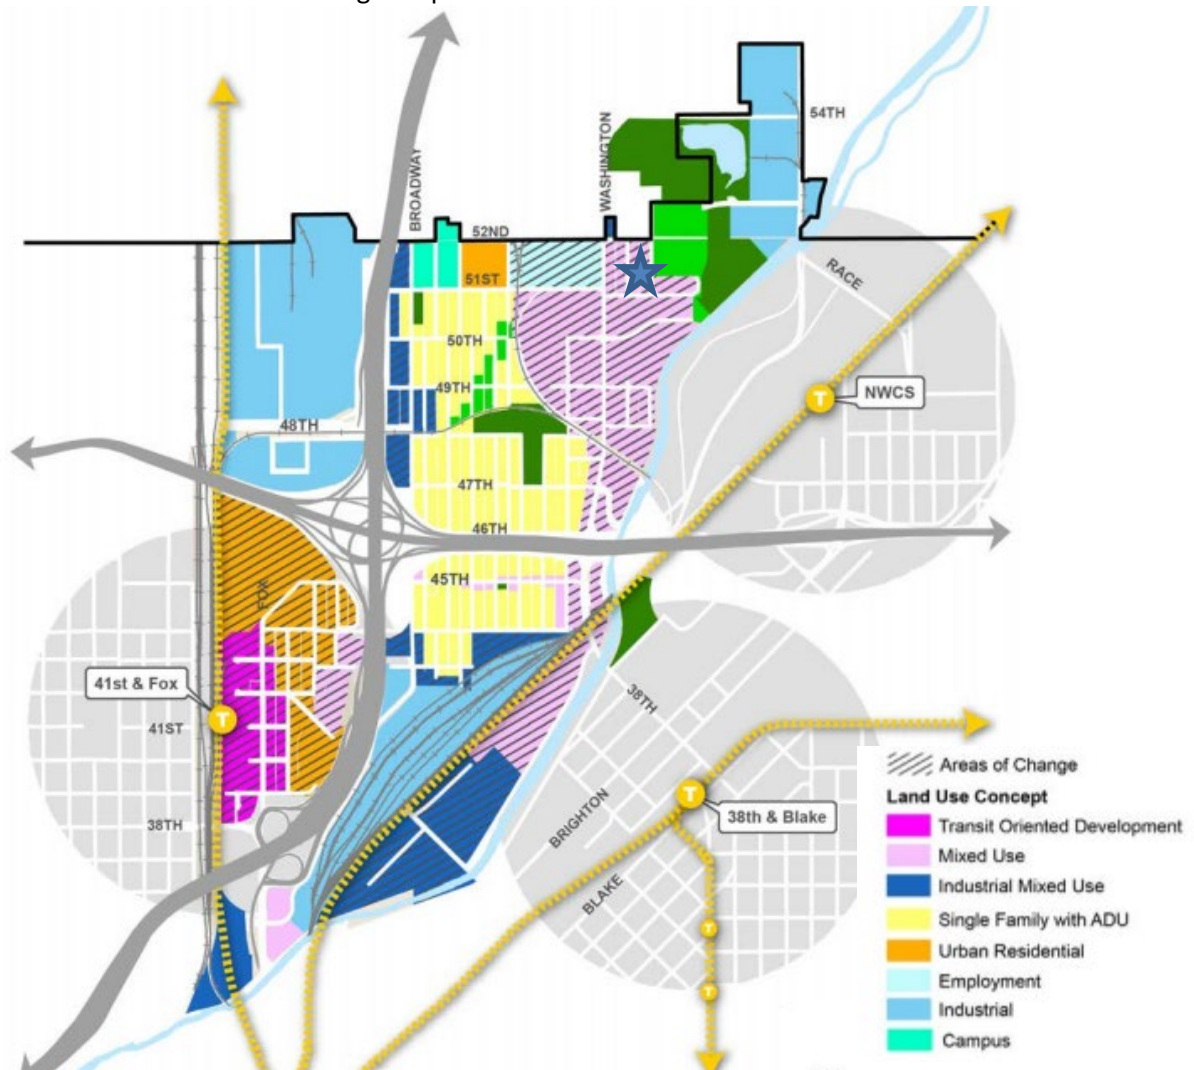 54TH
WASHINGTON
BROADWAY
52ND
51ST
RACE
50TH
49TH
NWCS
48TH
47TH
46TH
45TH
FOX
41st & Fox
38TH
41ST
Areas of Change
Land Use Concept
38th & Blake
38TH
BRIGHTON
Transit Oriented Development
Mixed Use
BLAKE
Industrial Mixed Use
Single Family with ADU
Urban Residential
Employment
Industrial
Campus
T
T
T
T
T